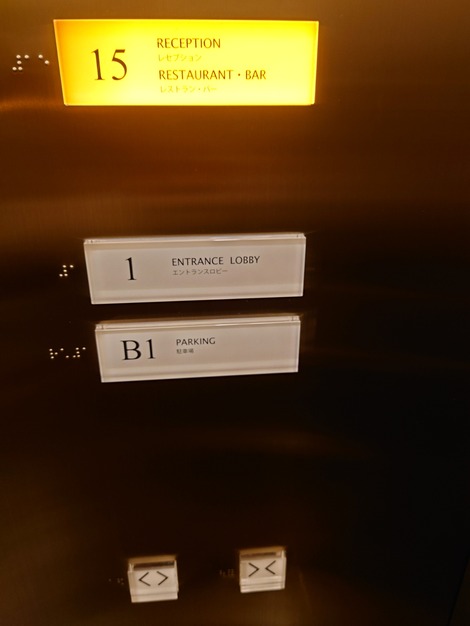 15
RECEPTION
レセプション
RESTAURANT・BAR
レストラン・バー
1
ENTRANCE LOBBY
エントランスロビー
B1
PARKING
駐車場
<>
><